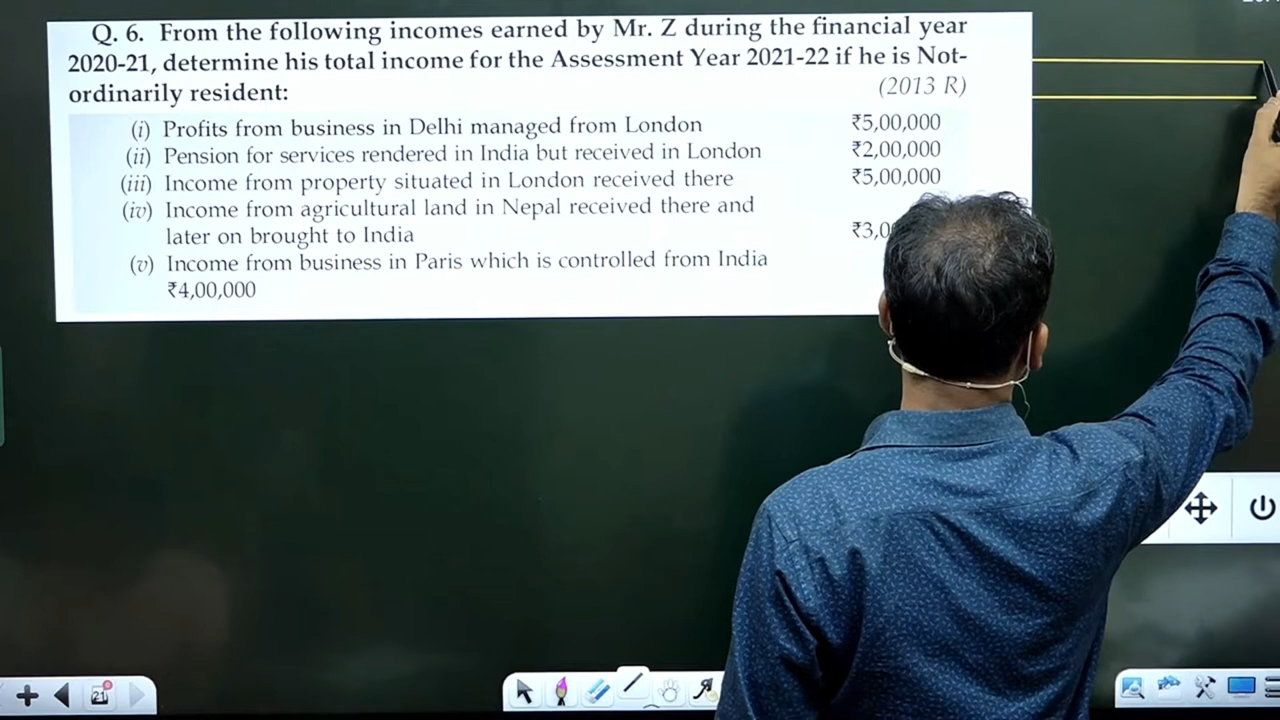 Q. 6. From the following incomes earned by Mr. Z during the financial year
2020-21, determine his total income for the Assessment Year 2021-22 if he is Not-
ordinarily resident: (2013 R)
(i) Profits from business in Delhi managed from London ₹5,00,000
(ii) Pension for services rendered in India but received in London ₹2,00,000
(iii) Income from property situated in London received there ₹5,00,000
(iv) Income from agricultural land in Nepal received there and
later on brought to India ₹3,0
(v) Income from business in Paris which is controlled from India
₹4,00,000
21